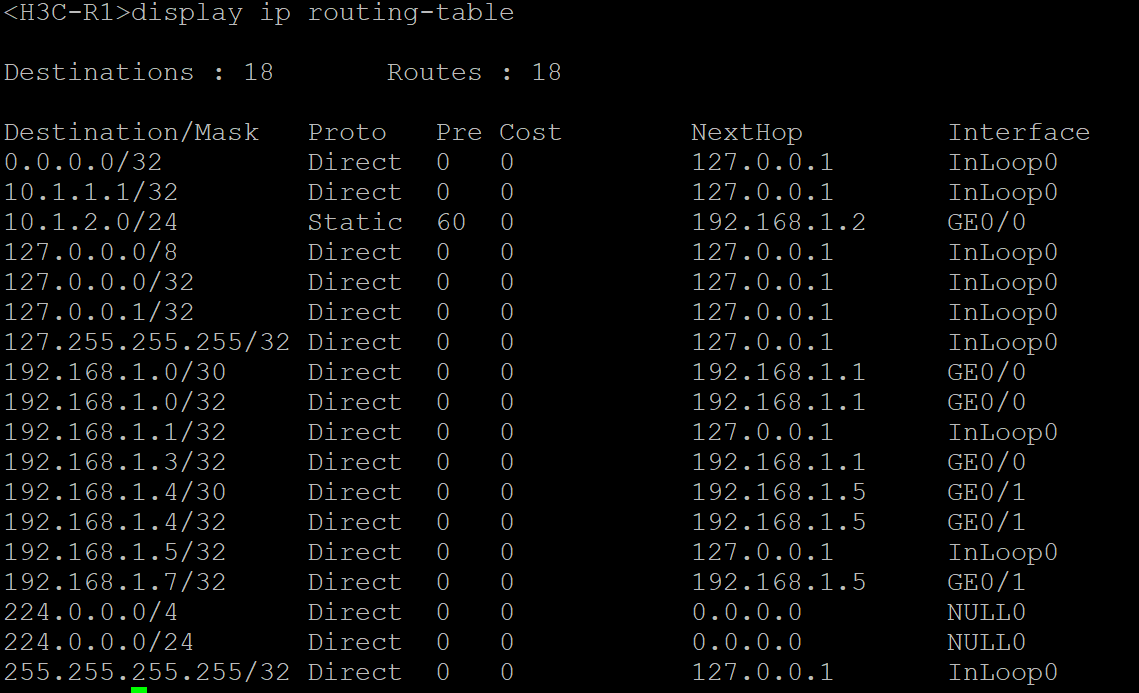 <H3C-R1>display ip routing-table
Destinations : 18       Routes : 18
Destination/Mask   Proto   Pre Cost        NextHop         Interface
0.0.0.0/32         Direct  0   0           127.0.0.1       InLoop0
10.1.1.1/32        Direct  0   0           127.0.0.1       InLoop0
10.1.2.0/24        Static  60  0           192.168.1.2     GE0/0
127.0.0.0/8        Direct  0   0           127.0.0.1       InLoop0
127.0.0.0/32       Direct  0   0           127.0.0.1       InLoop0
127.0.0.1/32       Direct  0   0           127.0.0.1       InLoop0
127.255.255.255/32 Direct  0   0           127.0.0.1       InLoop0
192.168.1.0/30     Direct  0   0           192.168.1.1     GE0/0
192.168.1.0/32     Direct  0   0           192.168.1.1     GE0/0
192.168.1.1/32     Direct  0   0           127.0.0.1       InLoop0
192.168.1.3/32     Direct  0   0           192.168.1.1     GE0/0
192.168.1.4/30     Direct  0   0           192.168.1.5     GE0/1
192.168.1.4/32     Direct  0   0           192.168.1.5     GE0/1
192.168.1.5/32     Direct  0   0           127.0.0.1       InLoop0
192.168.1.7/32     Direct  0   0           192.168.1.5     GE0/1
224.0.0.0/4        Direct  0   0           0.0.0.0         NULL0
224.0.0.0/24       Direct  0   0           0.0.0.0         NULL0
255.255.255.255/32 Direct  0   0           127.0.0.1       InLoop0